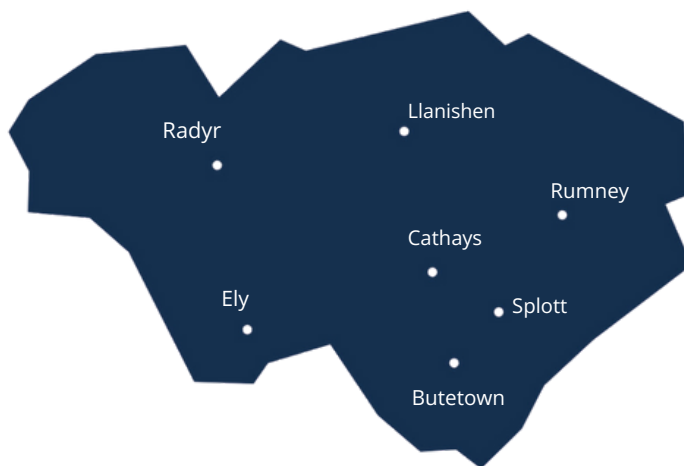 Llanishen
Radyr
Rumney
Cathays
Ely
Splott
Butetown